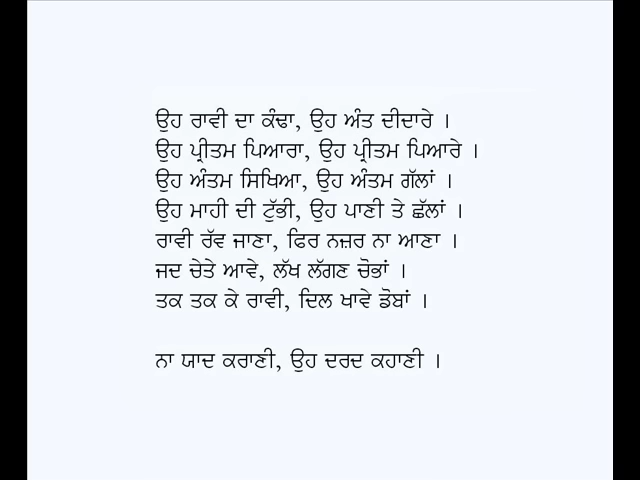 ਉਹ ਰਾਵੀ ਦਾ ਕੰਢਾ, ਉਹ ਅੰਤ ਦੀਦਾਰੇ ।
ਉਹ ਪ੍ਰੀਤਮ ਪਿਆਰਾ, ਉਹ ਪ੍ਰੀਤਮ ਪਿਆਰੇ ।
ਉਹ ਅੰਤਮ ਸਿਖਿਆ, ਉਹ ਅੰਤਮ ਗੱਲਾਂ ।
ਉਹ ਮਾਹੀ ਦੀ ਟੁੱਭੀ, ਉਹ ਪਾਣੀ ਤੇ ਛੱਲਾਂ ।
ਰਾਵੀ ਰੱਵ ਜਾਣਾ, ਫਿਰ ਨਜ਼ਰ ਨਾ ਆਣਾ ।
ਜਦ ਚੇਤੇ ਆਵੇ, ਲੱਖ ਲੱਗਣ ਚੋਭਾਂ ।
ਤਕ ਤਕ ਕੇ ਰਾਵੀ, ਦਿਲ ਖਾਵੇ ਡੋਬਾਂ ।
ਨਾ ਯਾਦ ਕਰਾਣੀ, ਉਹ ਦਰਦ ਕਹਾਣੀ ।